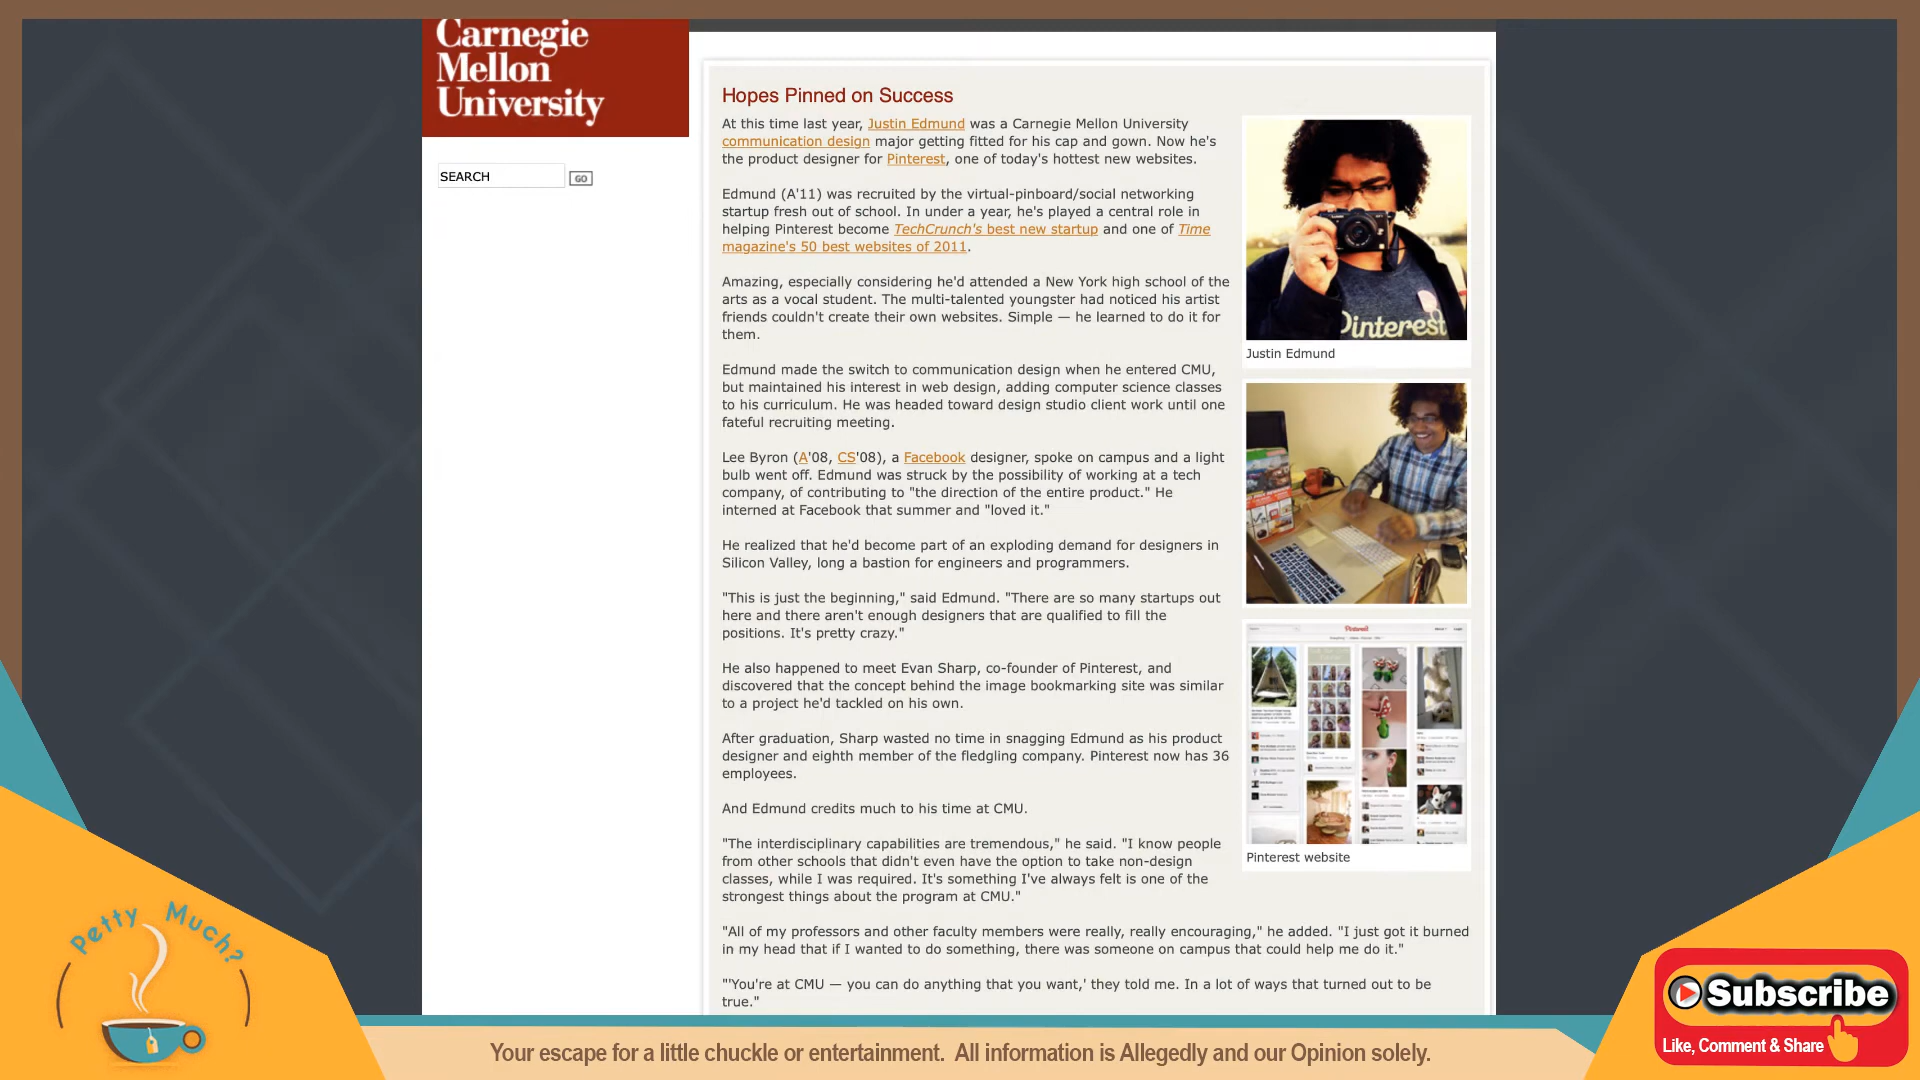 Carnegie
Mellon
University
SEARCH
GO
Hopes Pinned on Success
At this time last year, Justin Edmund was a Carnegie Mellon University
communication design major getting fitted for his cap and gown. Now he's
the product designer for Pinterest, one of today's hottest new websites.
Edmund (A'11) was recruited by the virtual-pinboard/social networking
startup fresh out of school. In under a year, he's played a central role in
helping Pinterest become TechCrunch's best new startup and one of Time
magazine's 50 best websites of 2011.
Amazing, especially considering he'd attended a New York high school of the
arts as a vocal student. The multi-talented youngster had noticed his artist
friends couldn't create their own websites. Simple — he learned to do it for
them.
Edmund made the switch to communication design when he entered CMU,
but maintained his interest in web design, adding computer science classes
to his curriculum. He was headed toward design studio client work until one
fateful recruiting meeting.
Lee Byron (A'08, CS'08), a Facebook designer, spoke on campus and a light
bulb went off. Edmund was struck by the possibility of working at a tech
company, of contributing to "the direction of the entire product." He
interned at Facebook that summer and "loved it."
He realized that he'd become part of an exploding demand for designers in
Silicon Valley, long a bastion for engineers and programmers.
"This is just the beginning," said Edmund. "There are so many startups out
here and there aren't enough designers that are qualified to fill the
positions. It's pretty crazy."
He also happened to meet Evan Sharp, co-founder of Pinterest, and
discovered that the concept behind the image bookmarking site was similar
to a project he'd tackled on his own.
After graduation, Sharp wasted no time in snagging Edmund as his product
designer and eighth member of the fledgling company. Pinterest now has 36
employees.
And Edmund credits much to his time at CMU.
"The interdisciplinary capabilities are tremendous," he said. "I know people
from other schools that didn't even have the option to take non-design
classes, while I was required. It's something I've always felt is one of the
strongest things about the program at CMU."
"All of my professors and other faculty members were really, really encouraging," he added. "I just got it burned
in my head that if I wanted to do something, there was someone on campus that could help me do it."
"'You're at CMU — you can do anything that you want,' they told me. In a lot of ways that turned out to be
true."
Pinterest
Justin Edmund
Pinterest
Pinterest website
Petty Much?
Your escape for a little chuckle or entertainment. All information is Allegedly and our Opinion solely.
Subscribe
Like, Comment & Share